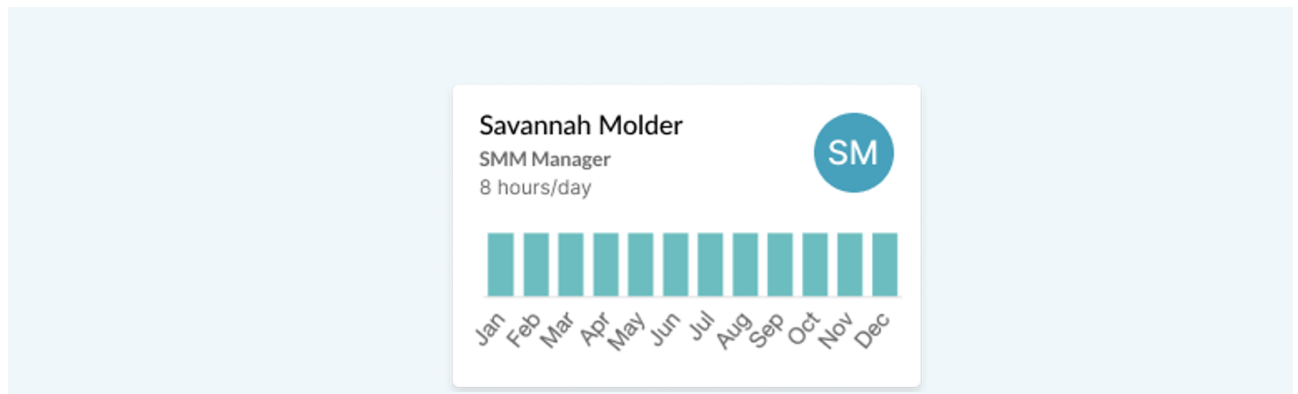 Savannah Molder
SM
SMM Manager
8 hours/day
Jan Feb Mar Apr May Jun Jul Aug Sep Oct Nov Dec